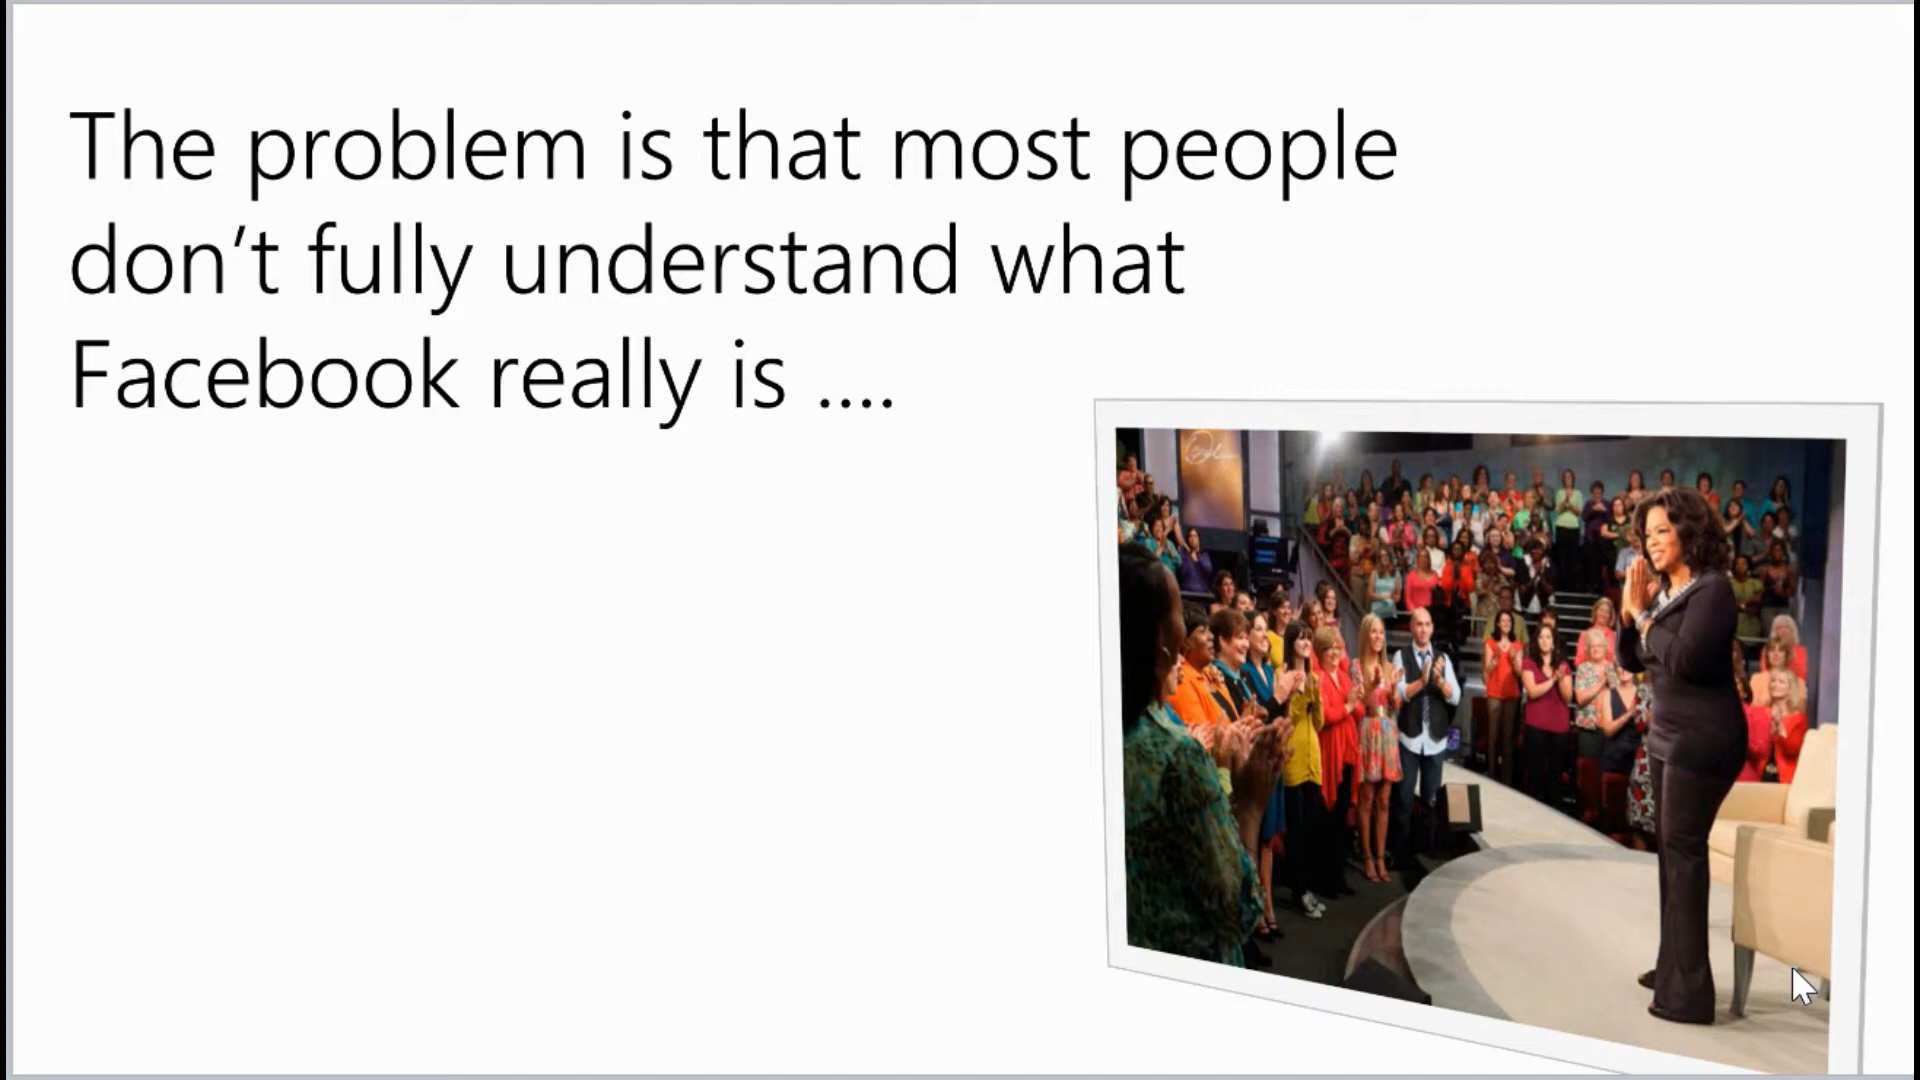 The problem is that most people
don’t fully understand what
Facebook really is ....